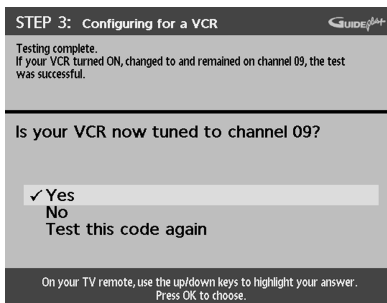 STEP 3: Configuring for a VCR
GUIDE plus+
Testing complete.
If your VCR turned ON, changed to and remained on channel 09, the test
was successful.
Is your VCR now tuned to channel 09?
✓ Yes
No
Test this code again
On your TV remote, use the up/down keys to highlight your answer.
Press OK to choose.